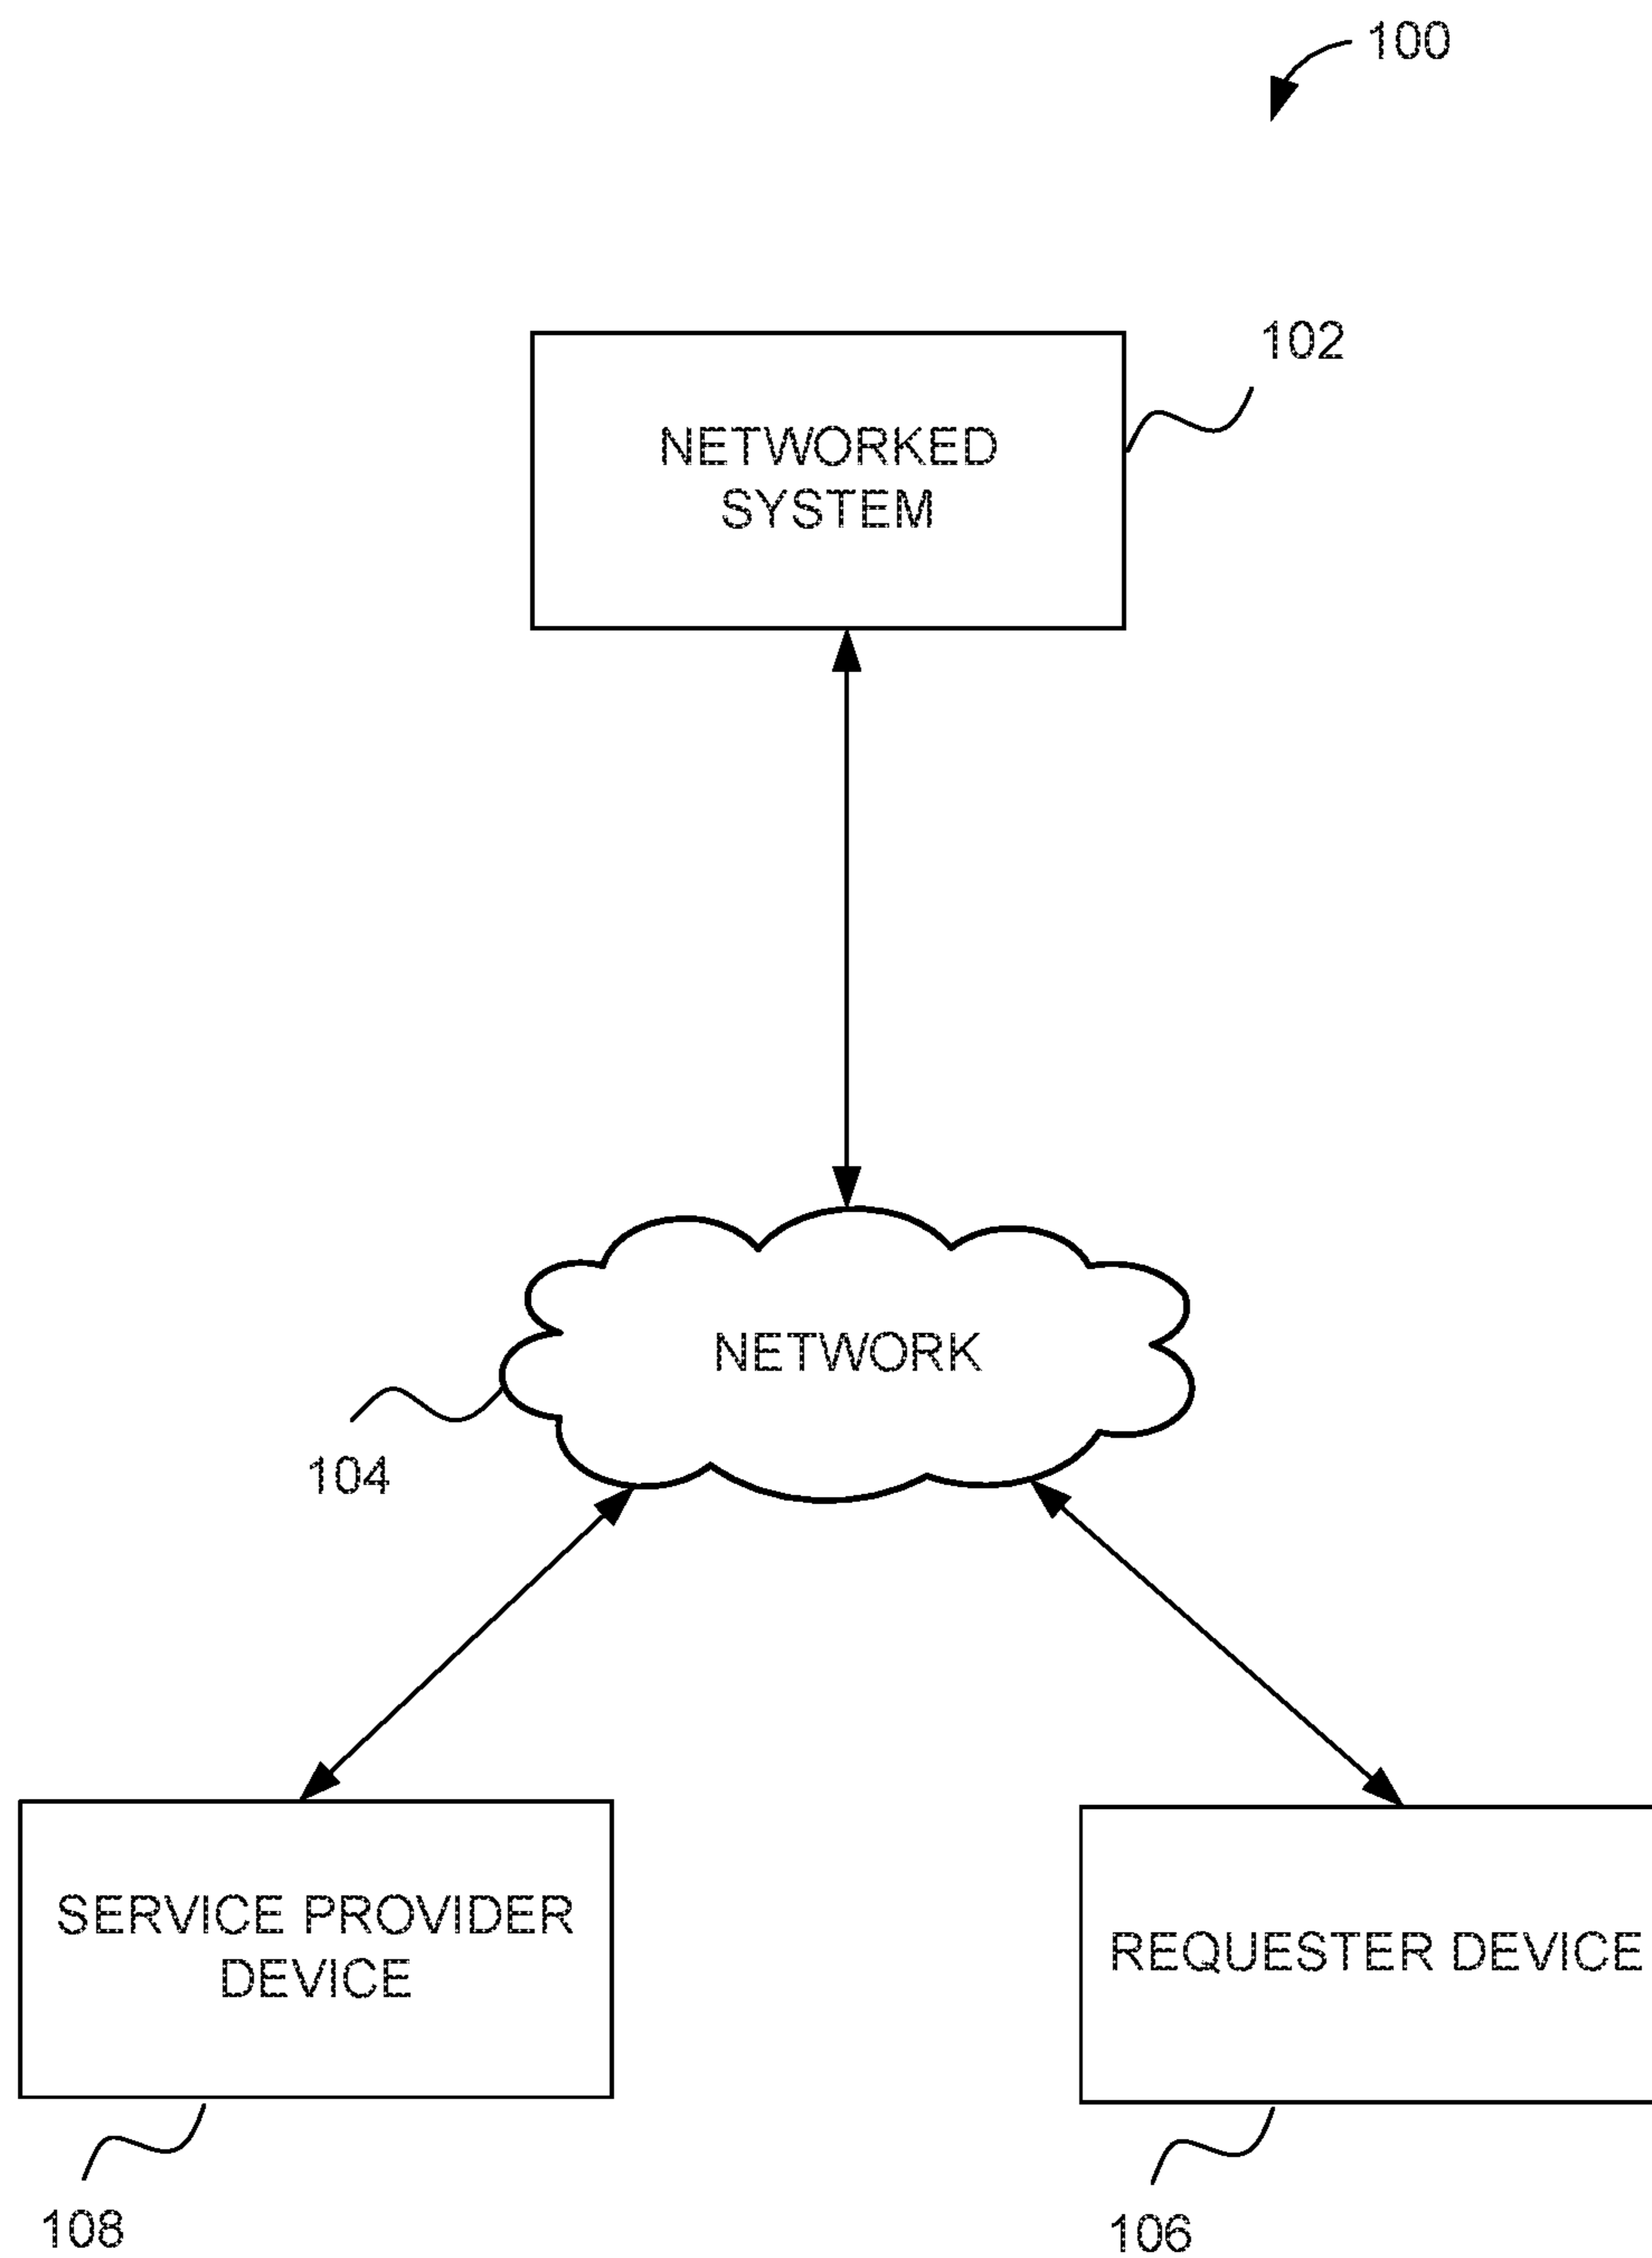 100
102
NETWORKED
SYSTEM
NETWORK
104
SERVICE PROVIDER
DEVICE
REQUESTER DEVICE
108
106